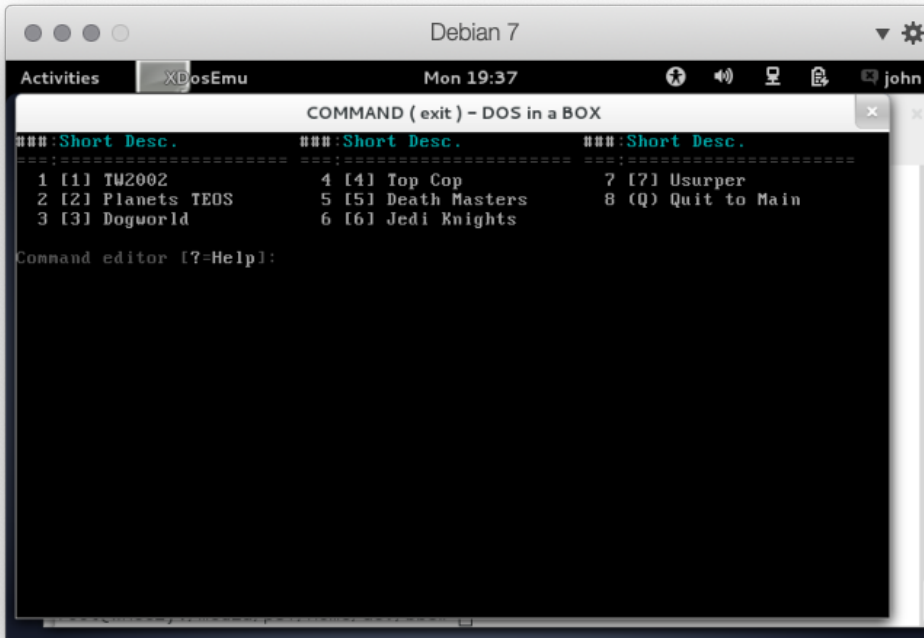 Debian 7
Activities XDosEmu Mon 19:37 john
COMMAND ( exit ) - DOS in a BOX
###:Short Desc. ###:Short Desc. ###:Short Desc.
===:===================== ===:===================== ===:=====================
1 [1] TW2002 4 [4] Top Cop 7 [7] Usurper
2 [2] Planets TEOS 5 [5] Death Masters 8 (Q) Quit to Main
3 [3] Dogworld 6 [6] Jedi Knights
Command editor [?=Help]: